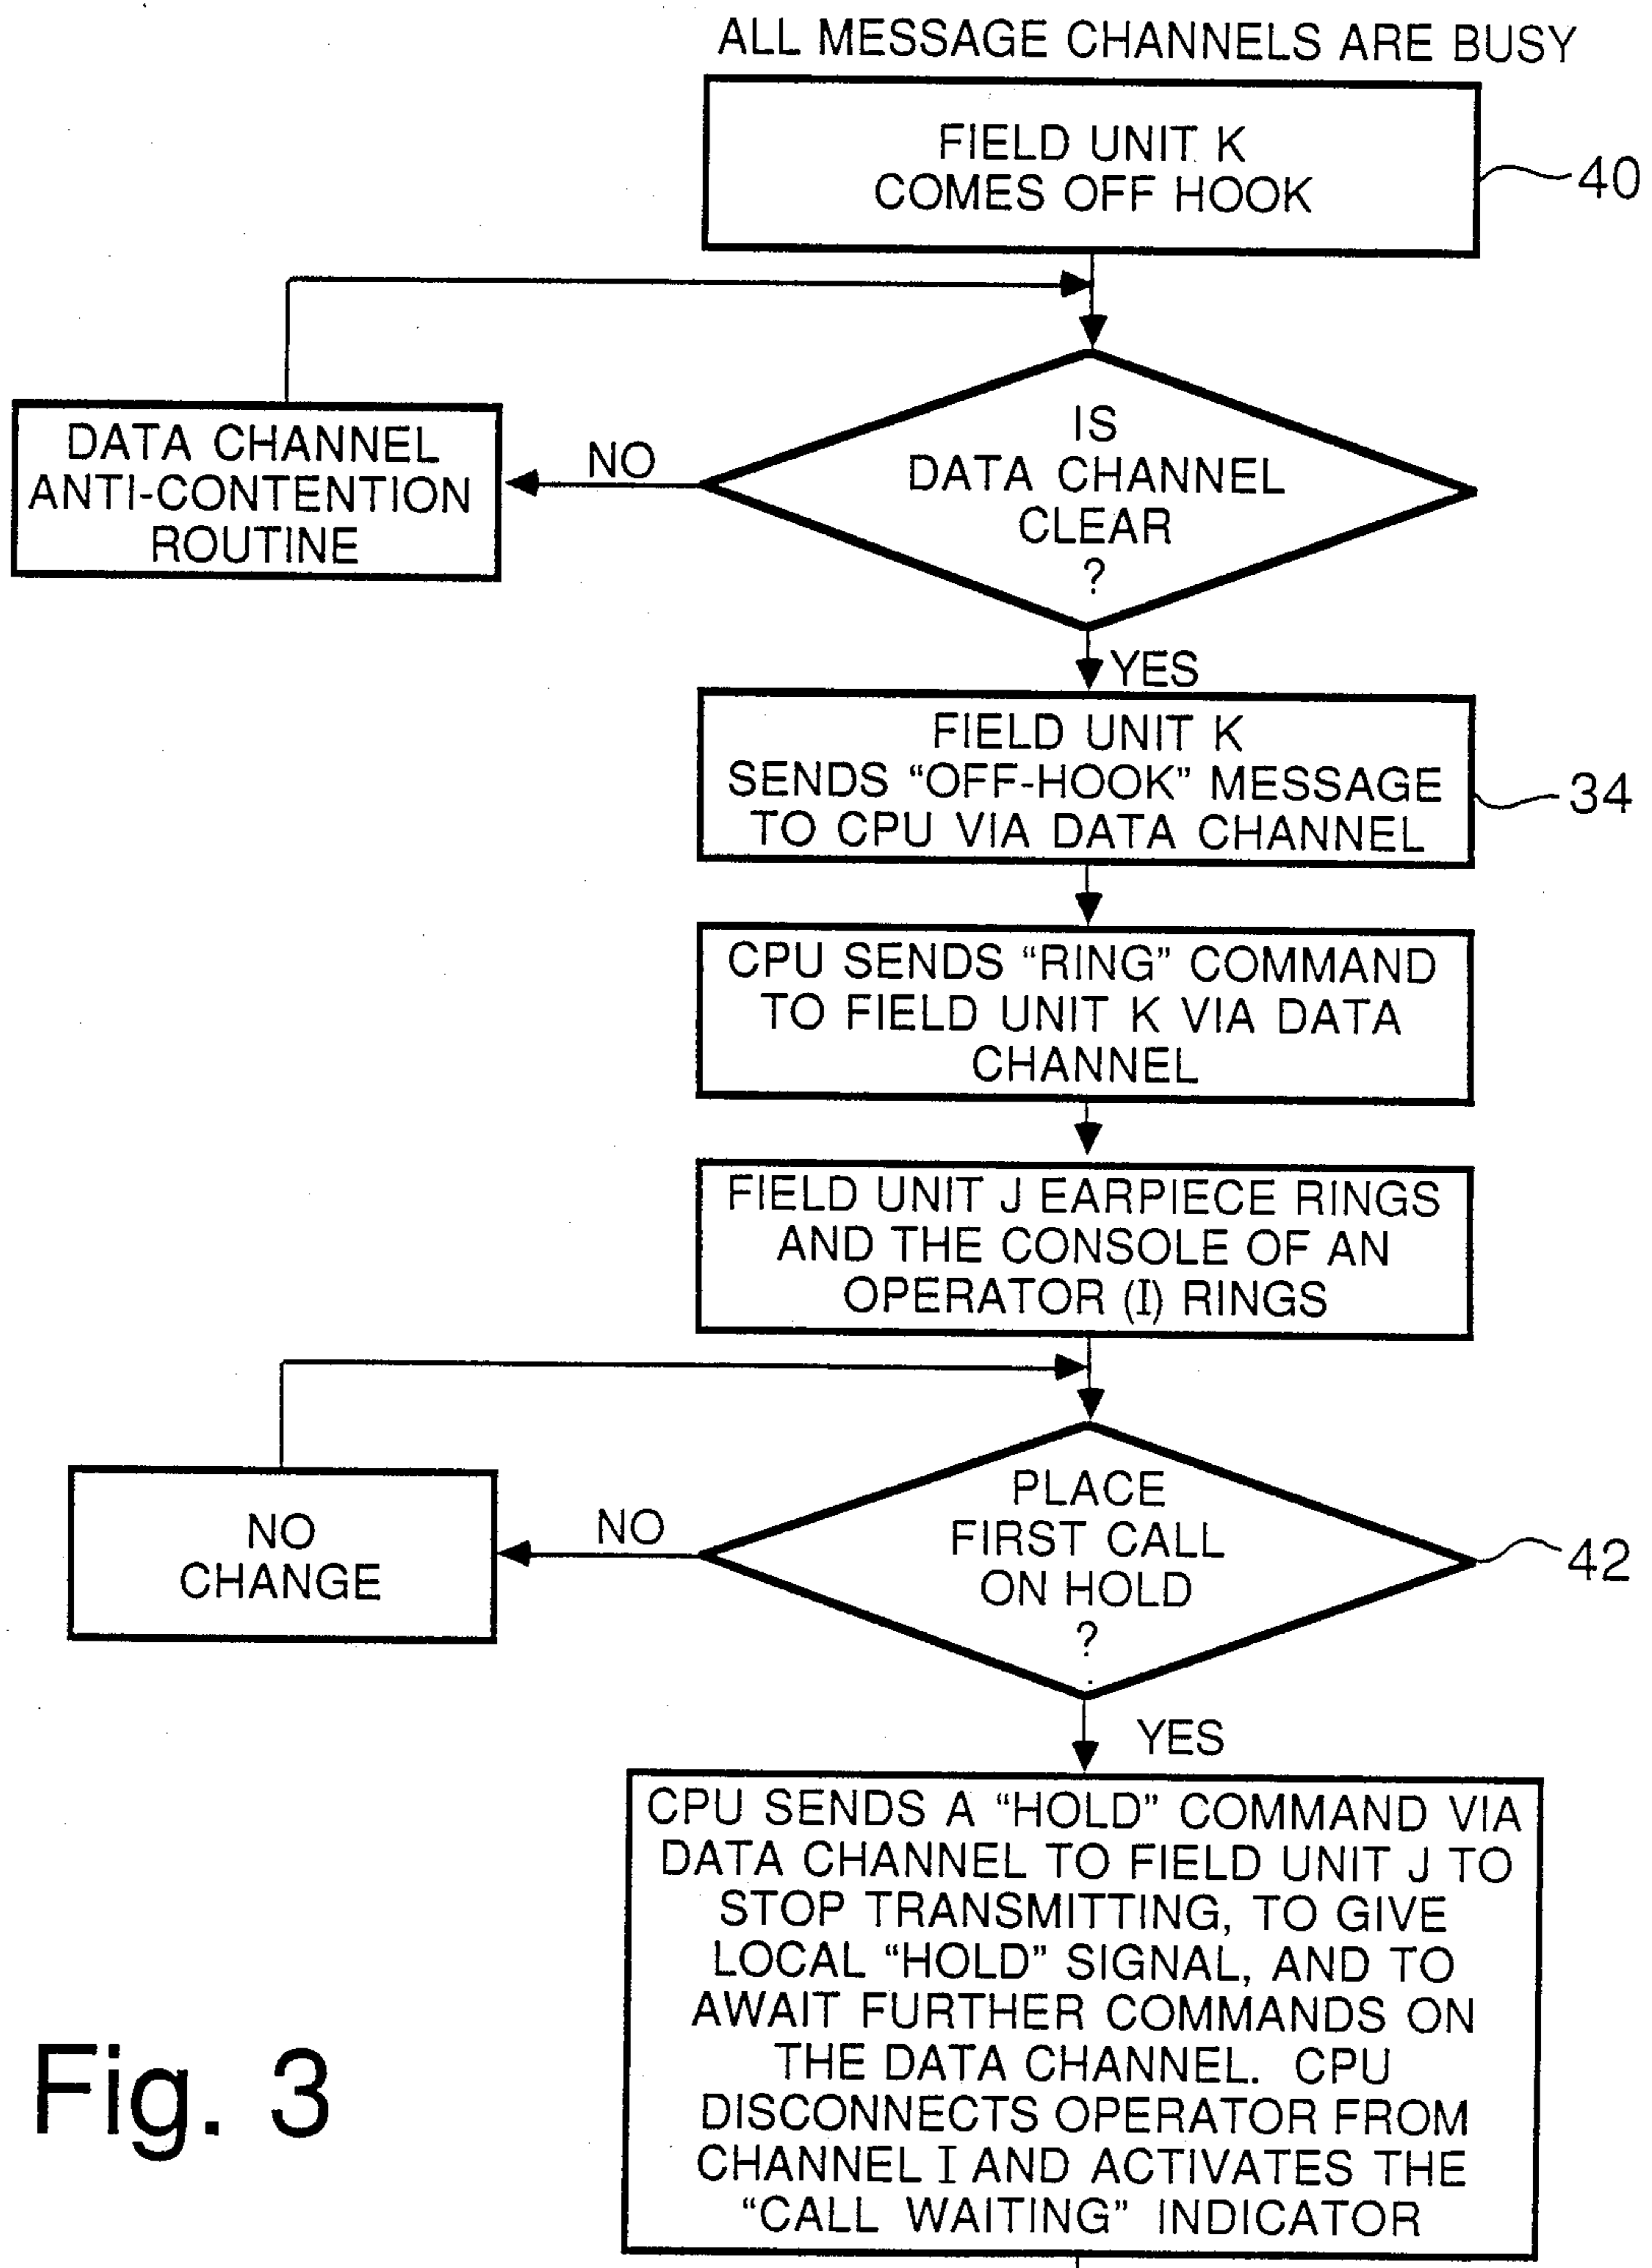 ALL MESSAGE CHANNELS ARE BUSY
FIELD UNIT K
COMES OFF HOOK
40
IS
DATA CHANNEL
CLEAR
?
NO
DATA CHANNEL
ANTI-CONTENTION
ROUTINE
YES
FIELD UNIT K
SENDS “OFF-HOOK” MESSAGE
TO CPU VIA DATA CHANNEL
34
CPU SENDS “RING” COMMAND
TO FIELD UNIT K VIA DATA
CHANNEL
FIELD UNIT J EARPIECE RINGS
AND THE CONSOLE OF AN
OPERATOR (I) RINGS
PLACE
FIRST CALL
ON HOLD
?
42
NO
NO
CHANGE
YES
CPU SENDS A “HOLD” COMMAND VIA
DATA CHANNEL TO FIELD UNIT J TO
STOP TRANSMITTING, TO GIVE
LOCAL “HOLD” SIGNAL, AND TO
AWAIT FURTHER COMMANDS ON
THE DATA CHANNEL. CPU
DISCONNECTS OPERATOR FROM
CHANNEL I AND ACTIVATES THE
“CALL WAITING” INDICATOR
Fig. 3